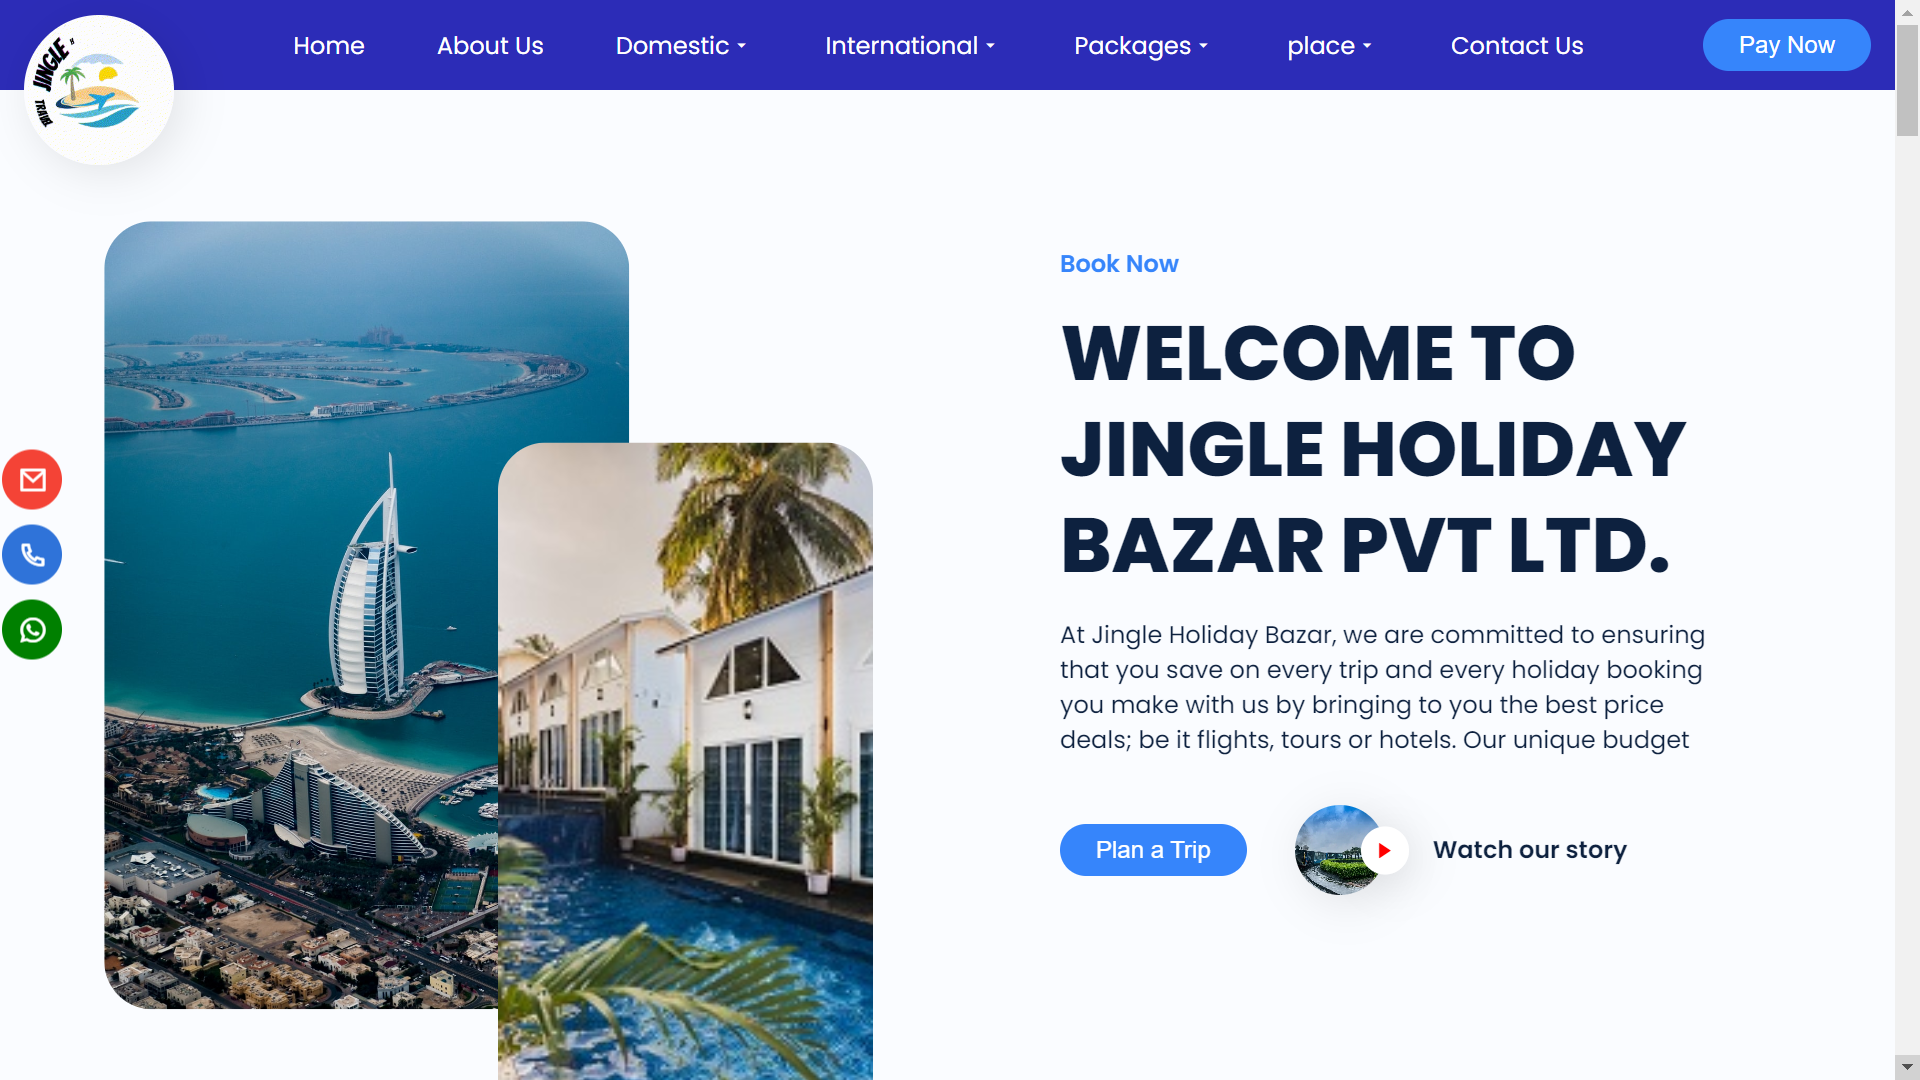 JINGLE H
TRAVEL
Home
About Us
Domestic
International
Packages
place
Contact Us
Pay Now
Book Now
WELCOME TO
JINGLE HOLIDAY
BAZAR PVT LTD.
At Jingle Holiday Bazar, we are committed to ensuring
that you save on every trip and every holiday booking
you make with us by bringing to you the best price
deals; be it flights, tours or hotels. Our unique budget
Plan a Trip
Watch our story